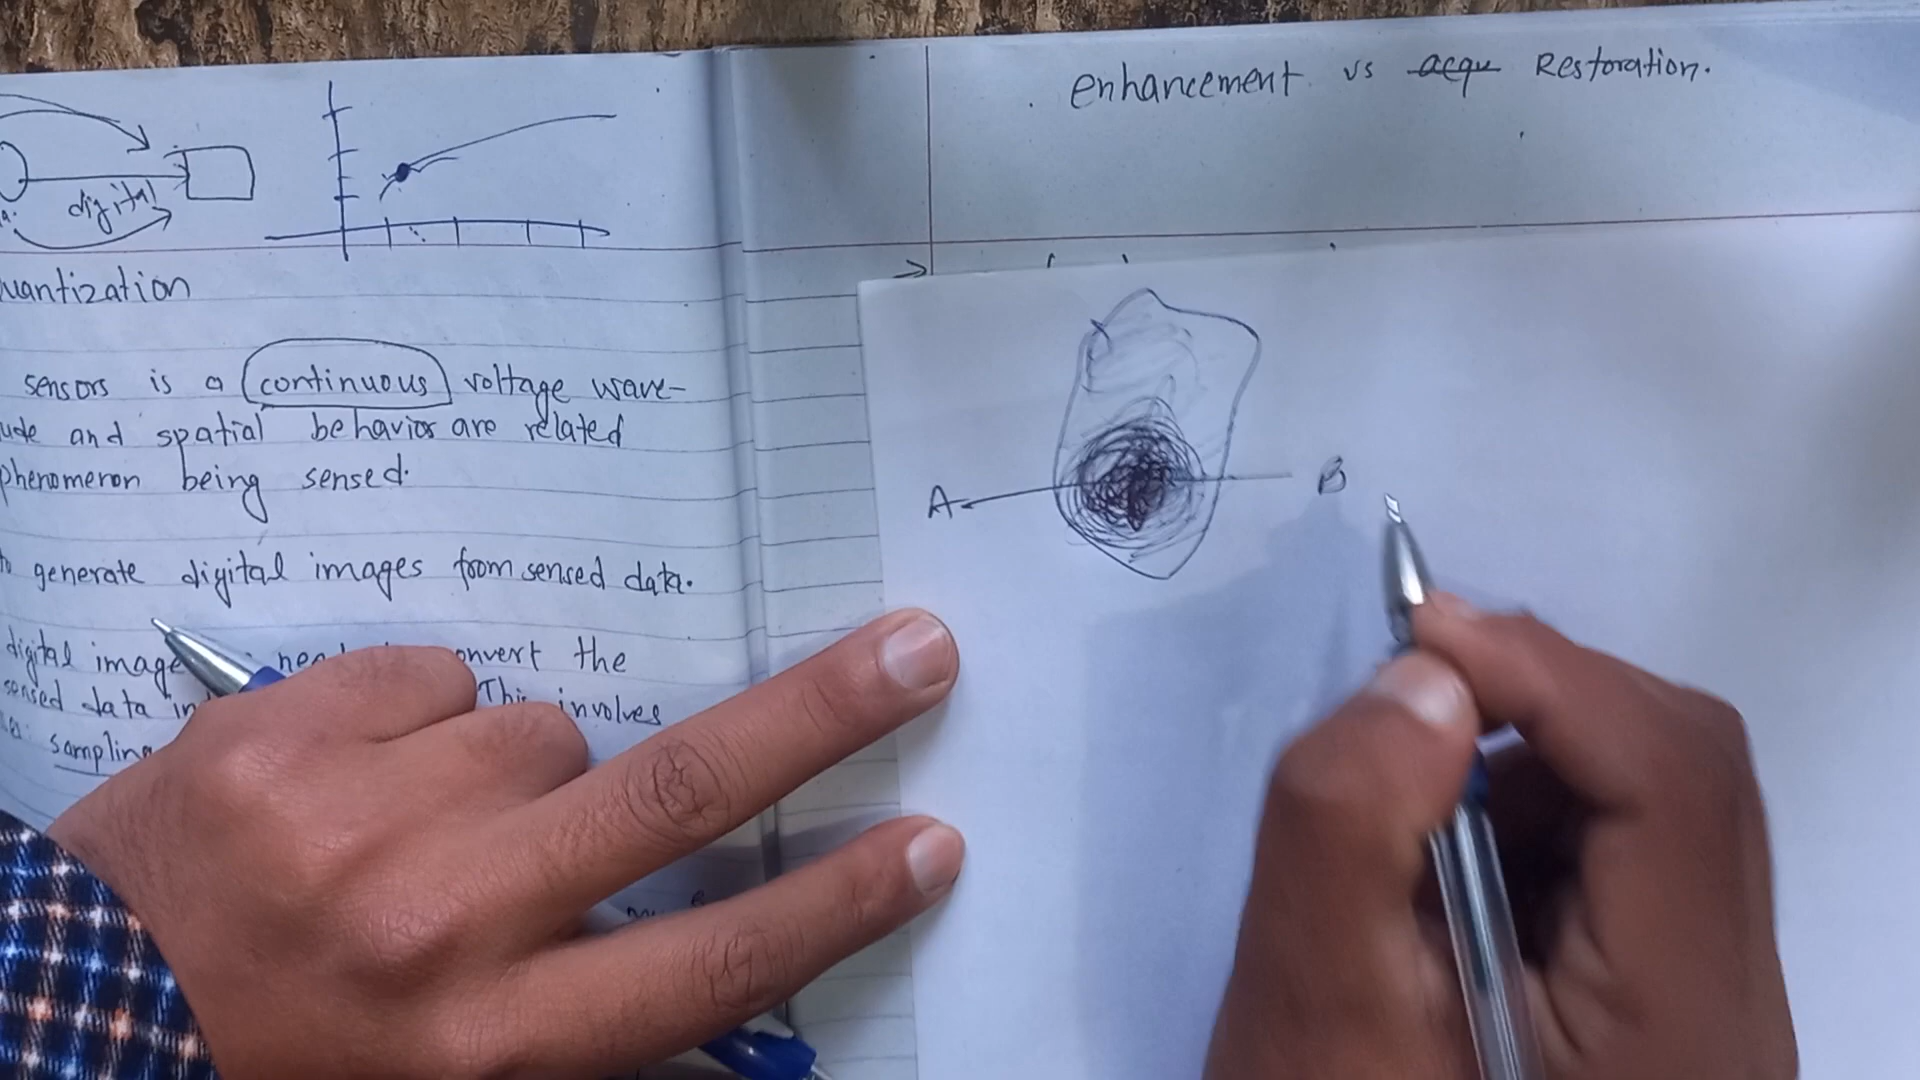 digital
uantization
sensors is a continuous voltage wave-
ude and spatial behavior are related
phenomenon being sensed.
generate digital images from sensed data.
digital image onvert the
sensed data in This involves
sampling
enhancement vs acqu Restoration.
A B